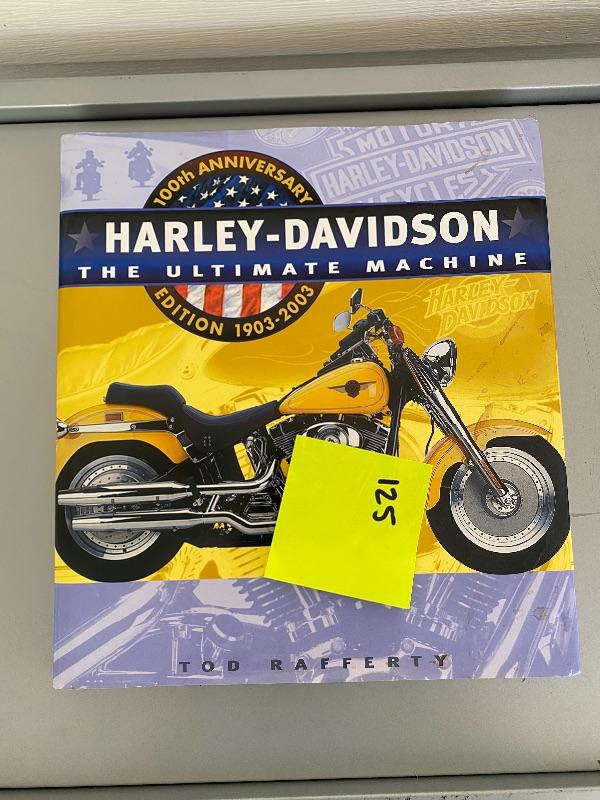 100th ANNIVERSARY
MOTOR
HARLEY-DAVIDSON
CYCLES
HARLEY-DAVIDSON
THE ULTIMATE MACHINE
EDITION 1903-2003
HARLEY-
DAVIDSON
125
TOD RAFFERTY